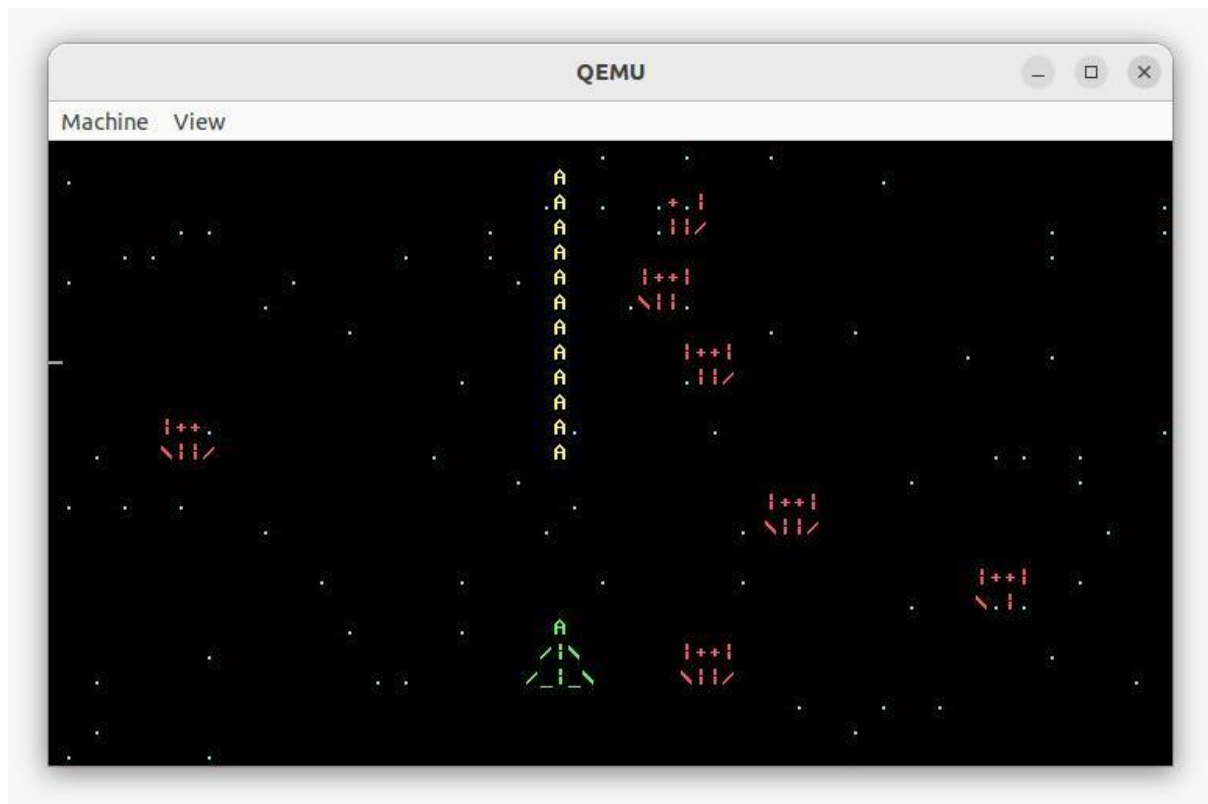 QEMU
Machine View
A
A + |
A ||/
A
A |++|
A \||
A
A |++|
A ||/
A
|++ A
\||/ A
|++|
\||/
|++|
\ |
A
/|\ |++|
/_|_\ \||/